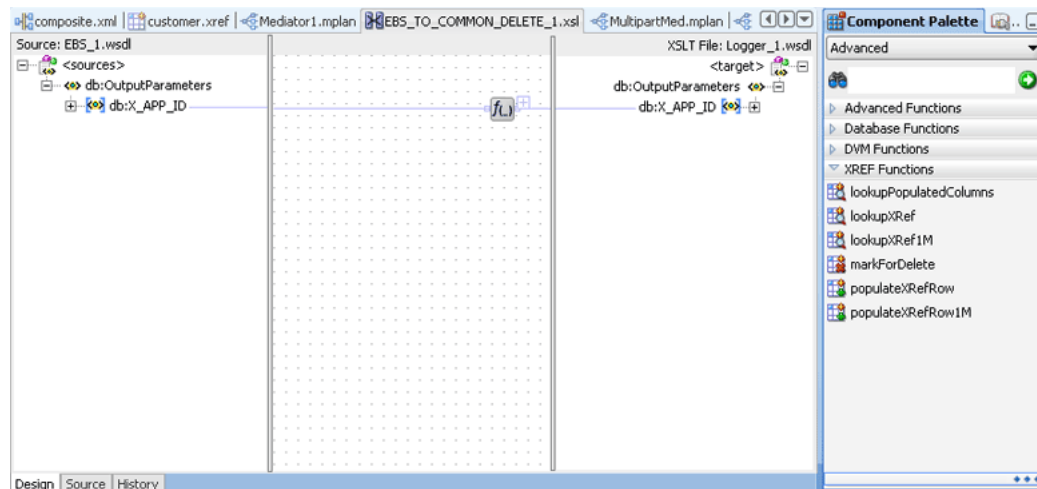 composite.xml customer.xref Mediator1.mplan EBS_TO_COMMON_DELETE_1.xsl MultipartMed.mplan
Component Palette
Source: EBS_1.wsdl
XSLT File: Logger_1.wsdl
Advanced
<sources>
<target>
db:OutputParameters
db:OutputParameters
db:X_APP_ID
f(..)
db:X_APP_ID
Advanced Functions
Database Functions
DVM Functions
XREF Functions
lookupPopulatedColumns
lookupXRef
lookupXRef1M
markForDelete
populateXRefRow
populateXRefRow1M
Design Source History